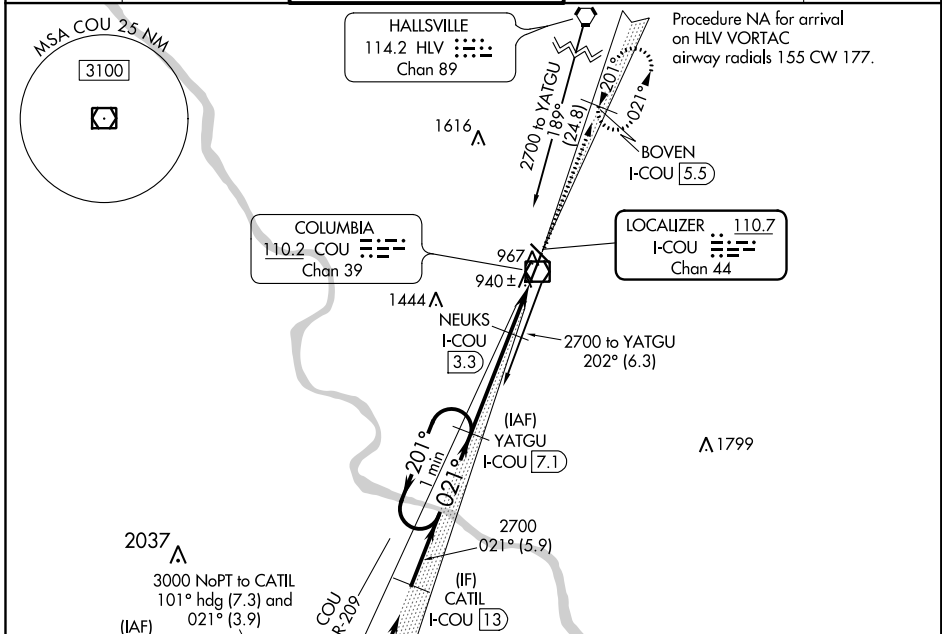 MSA COU 25 NM
3100
HALLSVILLE
114.2 HLV
Chan 89
Procedure NA for arrival
on HLV VORTAC
airway radials 155 CW 177.
2700 to YATGU
189°
(24.8)
201°
021°
1616
BOVEN
I-COU 5.5
COLUMBIA
110.2 COU
Chan 39
LOCALIZER 110.7
I-COU
Chan 44
967
940 ±
1444
NEUKS
I-COU
3.3
2700 to YATGU
202° (6.3)
(IAF)
YATGU
I-COU 7.1
1799
201°
1 min
021°
2700
021° (5.9)
2037
3000 NoPT to CATIL
101° hdg (7.3) and
021° (3.9)
(IAF)
COU
R-209
(IF)
CATIL
I-COU 13